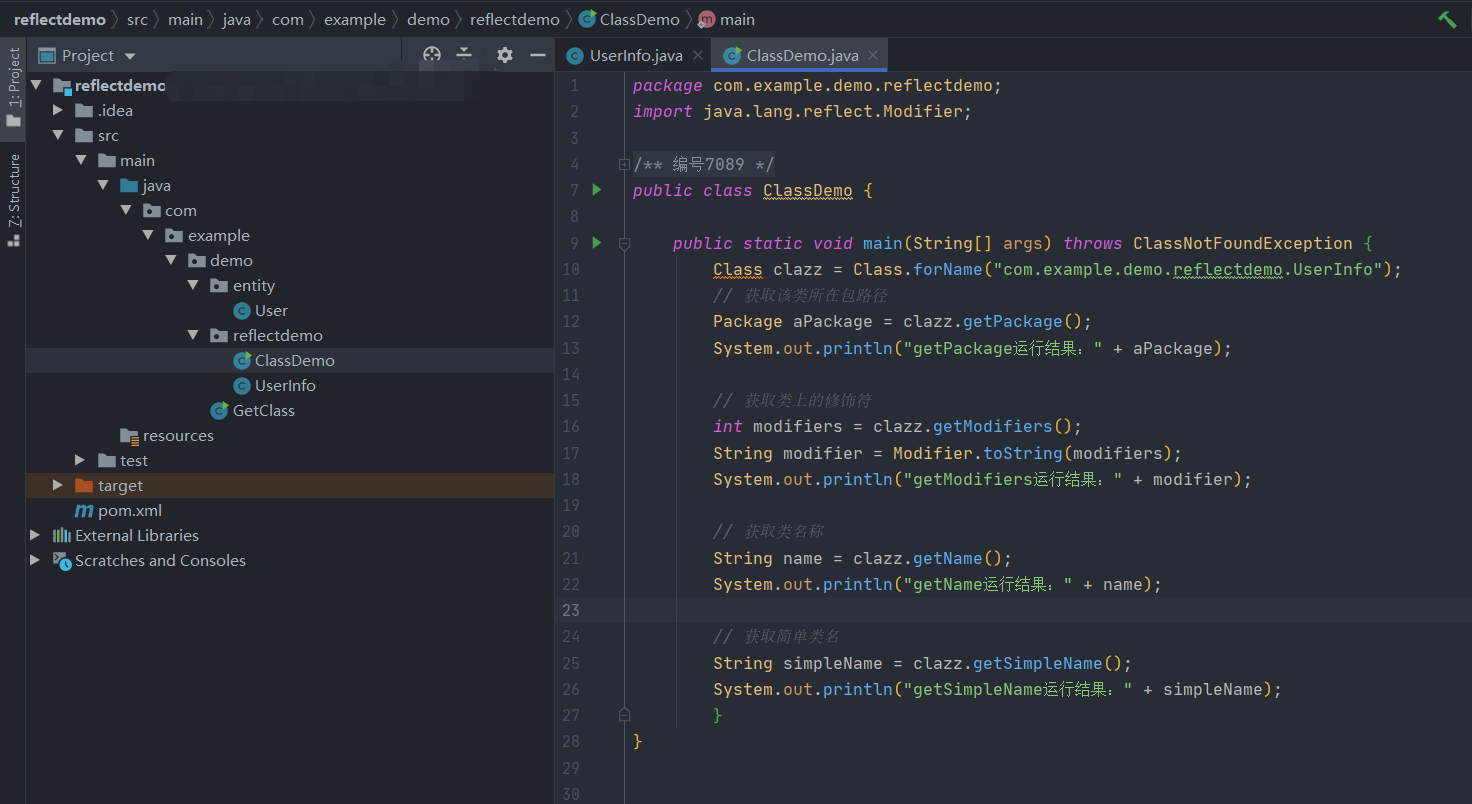 reflectdemo src main java com example demo reflectdemo ClassDemo main
1: Project
Z: Structure
Project
reflectdemo
.idea
src
main
java
com
example
demo
entity
User
reflectdemo
ClassDemo
UserInfo
GetClass
resources
test
target
pom.xml
External Libraries
Scratches and Consoles
UserInfo.java ClassDemo.java
1 package com.example.demo.reflectdemo;
2 import java.lang.reflect.Modifier;
3
4 /** 编号7089 */
7 public class ClassDemo {
8
9 public static void main(String[] args) throws ClassNotFoundException {
10 Class clazz = Class.forName("com.example.demo.reflectdemo.UserInfo");
11 // 获取该类所在包路径
12 Package aPackage = clazz.getPackage();
13 System.out.println("getPackage运行结果：" + aPackage);
14
15 // 获取类上的修饰符
16 int modifiers = clazz.getModifiers();
17 String modifier = Modifier.toString(modifiers);
18 System.out.println("getModifiers运行结果：" + modifier);
19
20 // 获取类名称
21 String name = clazz.getName();
22 System.out.println("getName运行结果：" + name);
23
24 // 获取简单类名
25 String simpleName = clazz.getSimpleName();
26 System.out.println("getSimpleName运行结果：" + simpleName);
27 }
28 }
29
30